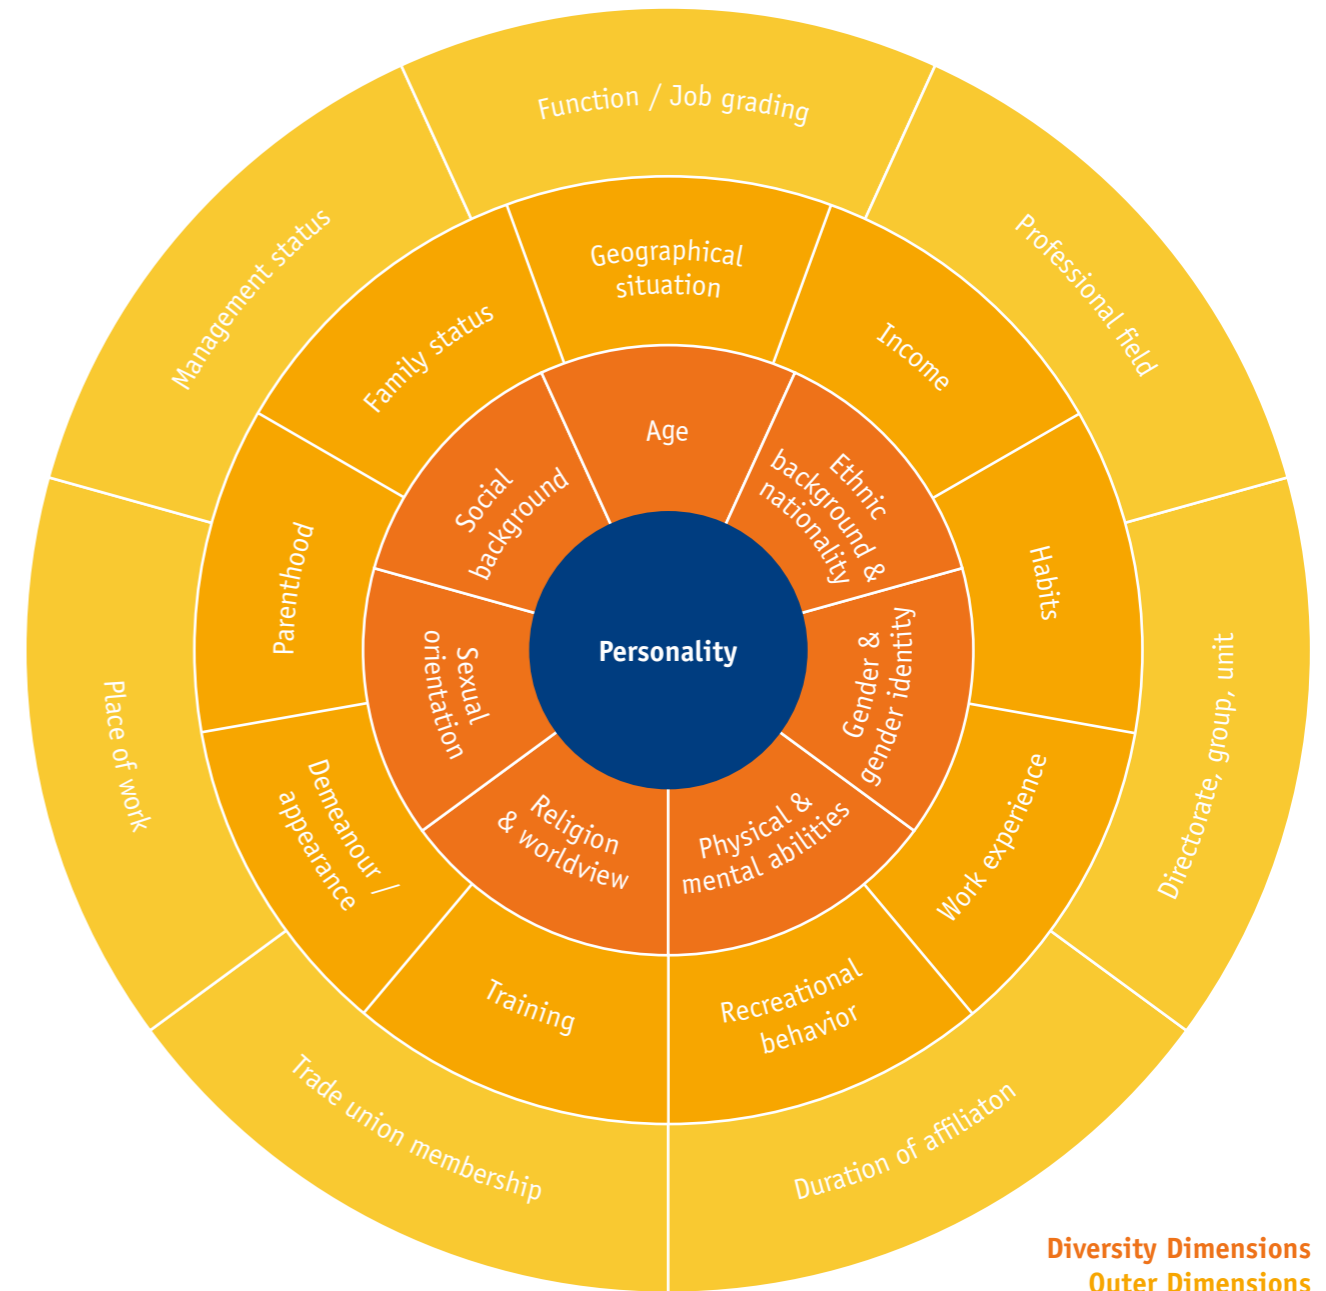 Function / Job grading
Professional field
Directorate, group, unit
Duration of affiliaton
Trade union membership
Place of work
Management status
Geographical
situation
Income
Habits
Work experience
Recreational
behavior
Training
Demeanour /
appearance
Parenthood
Family status
Age
Ethnic
background &
nationality
Gender &
gender identity
Physical &
mental abilities
Religion
& worldview
Sexual
orientation
Social
background
Personality
Diversity Dimensions
Outer Dimensions